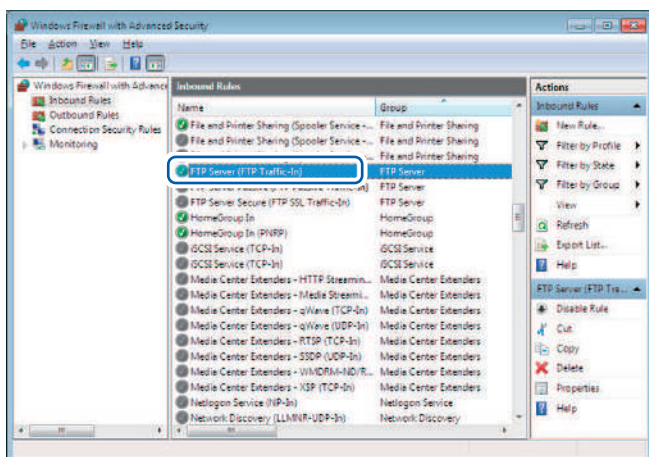 Windows Firewall with Advanced Security
File Action View Help
Windows Firewall with Advance
Inbound Rules
Outbound Rules
Connection Security Rules
Monitoring
Inbound Rules
Name Group
File and Printer Sharing (Spooler Service -... File and Printer Sharing
File and Printer Sharing (Spooler Service -... File and Printer Sharing
File and Printer Sharing
FTP Server (FTP Traffic-In) FTP Server
FTP Server
FTP Server Secure (FTP SSL Traffic-In) FTP Server
HomeGroup In HomeGroup
HomeGroup In (PNRP) HomeGroup
iSCSI Service (TCP-In) iSCSI Service
iSCSI Service (TCP-In) iSCSI Service
Media Center Extenders - HTTP Streamin... Media Center Extenders
Media Center Extenders - Media Streami... Media Center Extenders
Media Center Extenders - qWave (TCP-In) Media Center Extenders
Media Center Extenders - qWave (UDP-In) Media Center Extenders
Media Center Extenders - RTSP (TCP-In) Media Center Extenders
Media Center Extenders - SSDP (UDP-In) Media Center Extenders
Media Center Extenders - WMDRM-ND/R... Media Center Extenders
Media Center Extenders - XSP (TCP-In) Media Center Extenders
Netlogon Service (NP-In) Netlogon Service
Network Discovery (LLMNR-UDP-In) Network Discovery
Actions
Inbound Rules
New Rule...
Filter by Profile
Filter by State
Filter by Group
View
Refresh
Export List...
Help
FTP Server (FTP Tra...
Disable Rule
Cut
Copy
Delete
Properties
Help